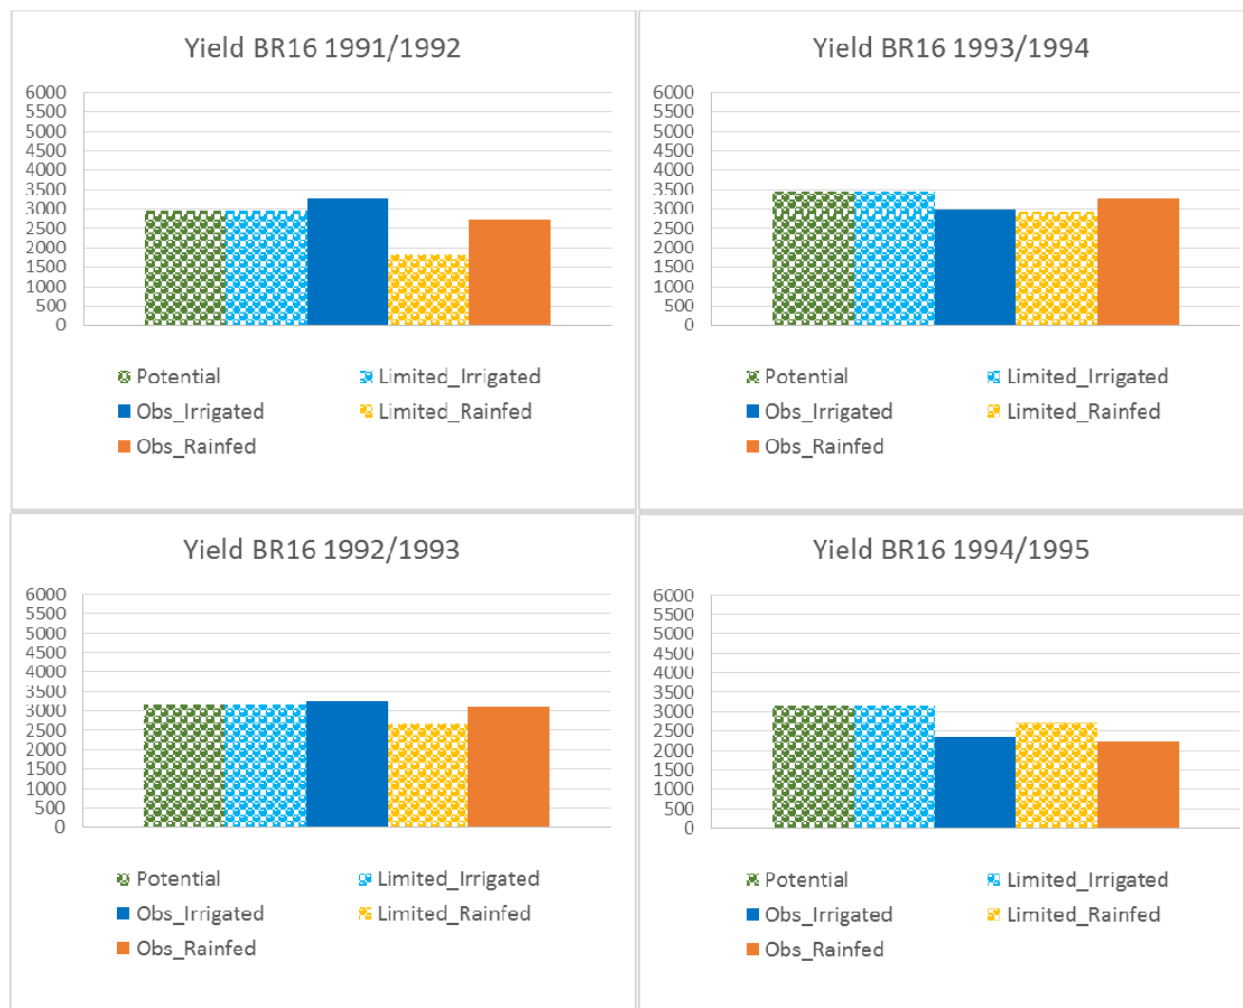 Yield BR16 1991/1992
6000
5500
5000
4500
4000
3500
3000
2500
2000
1500
1000
500
0
Potential
Limited_Irrigated
Obs_Irrigated
Limited_Rainfed
Obs_Rainfed
Yield BR16 1993/1994
6000
5500
5000
4500
4000
3500
3000
2500
2000
1500
1000
500
0
Potential
Limited_Irrigated
Obs_Irrigated
Limited_Rainfed
Obs_Rainfed
Yield BR16 1992/1993
6000
5500
5000
4500
4000
3500
3000
2500
2000
1500
1000
500
0
Potential
Limited_Irrigated
Obs_Irrigated
Limited_Rainfed
Obs_Rainfed
Yield BR16 1994/1995
6000
5500
5000
4500
4000
3500
3000
2500
2000
1500
1000
500
0
Potential
Limited_Irrigated
Obs_Irrigated
Limited_Rainfed
Obs_Rainfed